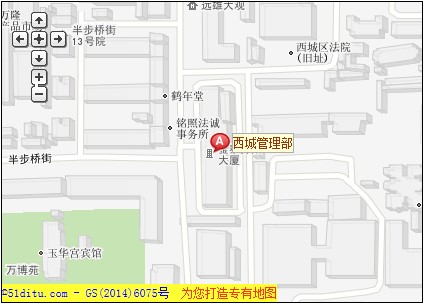 远雄大观
万隆
产品市
半步桥街
13号院
西城区法院
(旧址)
鹤年堂
铭照法诚
事务所
A
西城管理部
大厦
半步桥街
玉华宫宾馆
万博苑
51ditu.com - GS(2014)6075号 为您打造专有地图